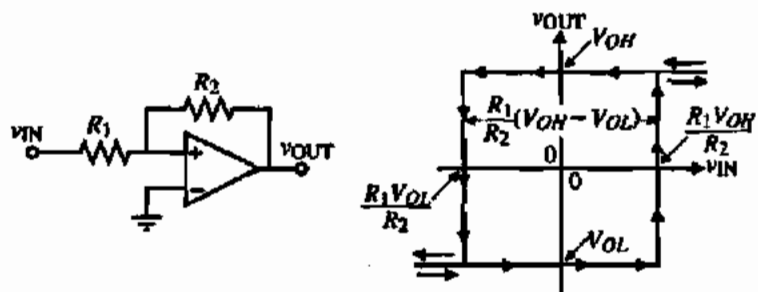 R₂
R₁
vIN
vOUT
+
−
vOUT
VOH
R₁/R₂ (VOH − VOL)
R₁VOH/R₂
0
0
vIN
R₁VOL/R₂
VOL